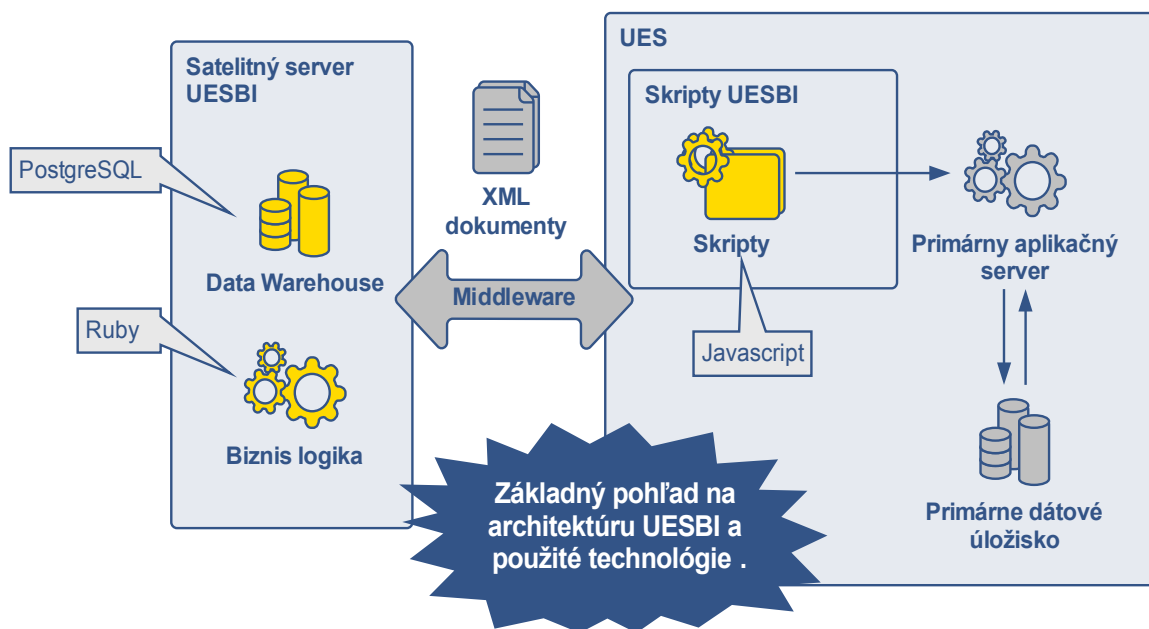 Satelitný server
UESBI
PostgreSQL
Data Warehouse
Ruby
Biznis logika
XML
dokumenty
Middleware
UES
Skripty UESBI
Skripty
Javascript
Primárny aplikačný
server
Primárne dátové
úložisko
Základný pohľad na
architektúru UESBI a
použité technológie .